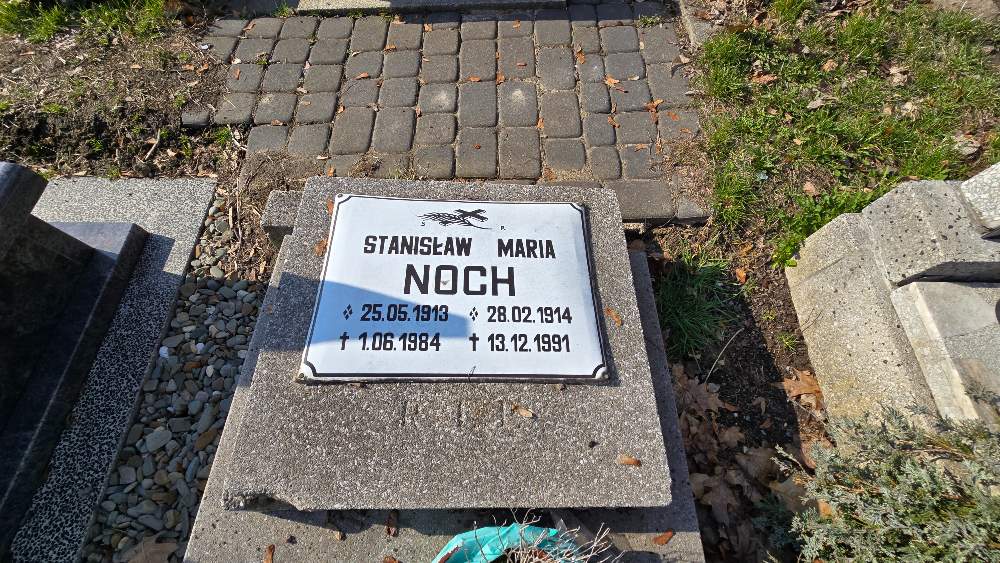 Ś. P.
STANISŁAW MARIA
NOCH
25.05.1913 28.02.1914
† 1.06.1984 † 13.12.1991